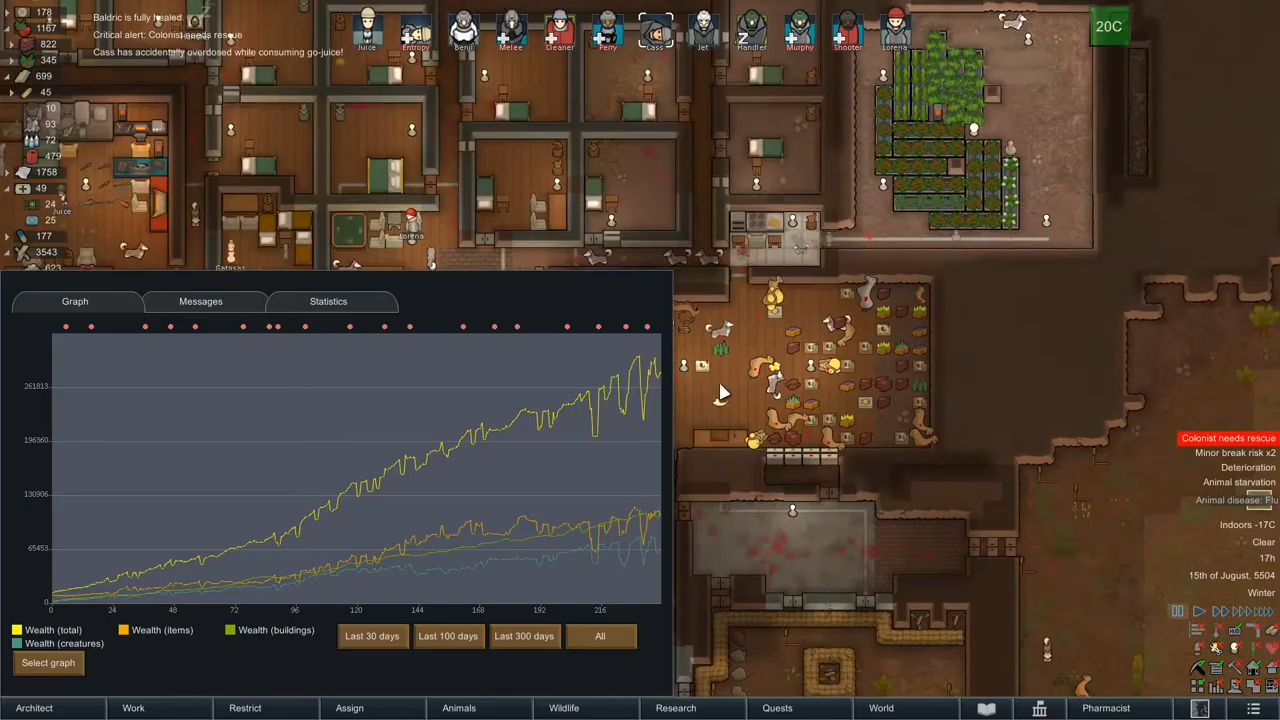 178
1167
822
345
699
45
10
93
72
479
1758
49
24
25
177
3543
623
Baldric is fully healed.
Critical alert: Colonist needs rescue
Cass has accidentally overdosed while consuming go-juice!
Juice
Entropy
Benji
Melee
Cleaner
Perry
Cass
Jet
Handler
Murphy
Shooter
Lorena
Z
20C
Juice
Lorena
Graph
Messages
Statistics
261813
196360
130906
65453
0
0
24
48
72
96
120
144
168
192
216
Wealth (total)
Wealth (items)
Wealth (buildings)
Wealth (creatures)
Last 30 days
Last 100 days
Last 300 days
All
Select graph
Colonist needs rescue
Minor break risk x2
Deterioration
Animal starvation
Animal disease: Flu
Indoors -17C
Clear
17h
15th of Jugust, 5504
Winter
Architect
Work
Restrict
Assign
Animals
Wildlife
Research
Quests
World
Pharmacist